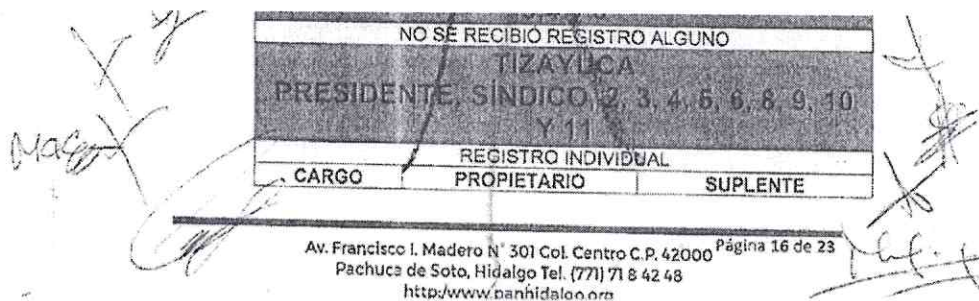 NO SE RECIBIÓ REGISTRO ALGUNO
TIZAYUCA
PRESIDENTE, SÍNDICO, 2, 3, 4, 5, 6, 8, 9, 10
Y 11
REGISTRO INDIVIDUAL
CARGO PROPIETARIO SUPLENTE
Av. Francisco I. Madero N° 301 Col. Centro C.P. 42000 Página 16 de 23
Pachuca de Soto, Hidalgo Tel. (771) 71 8 42 48
http:/www.panhidalgo.org